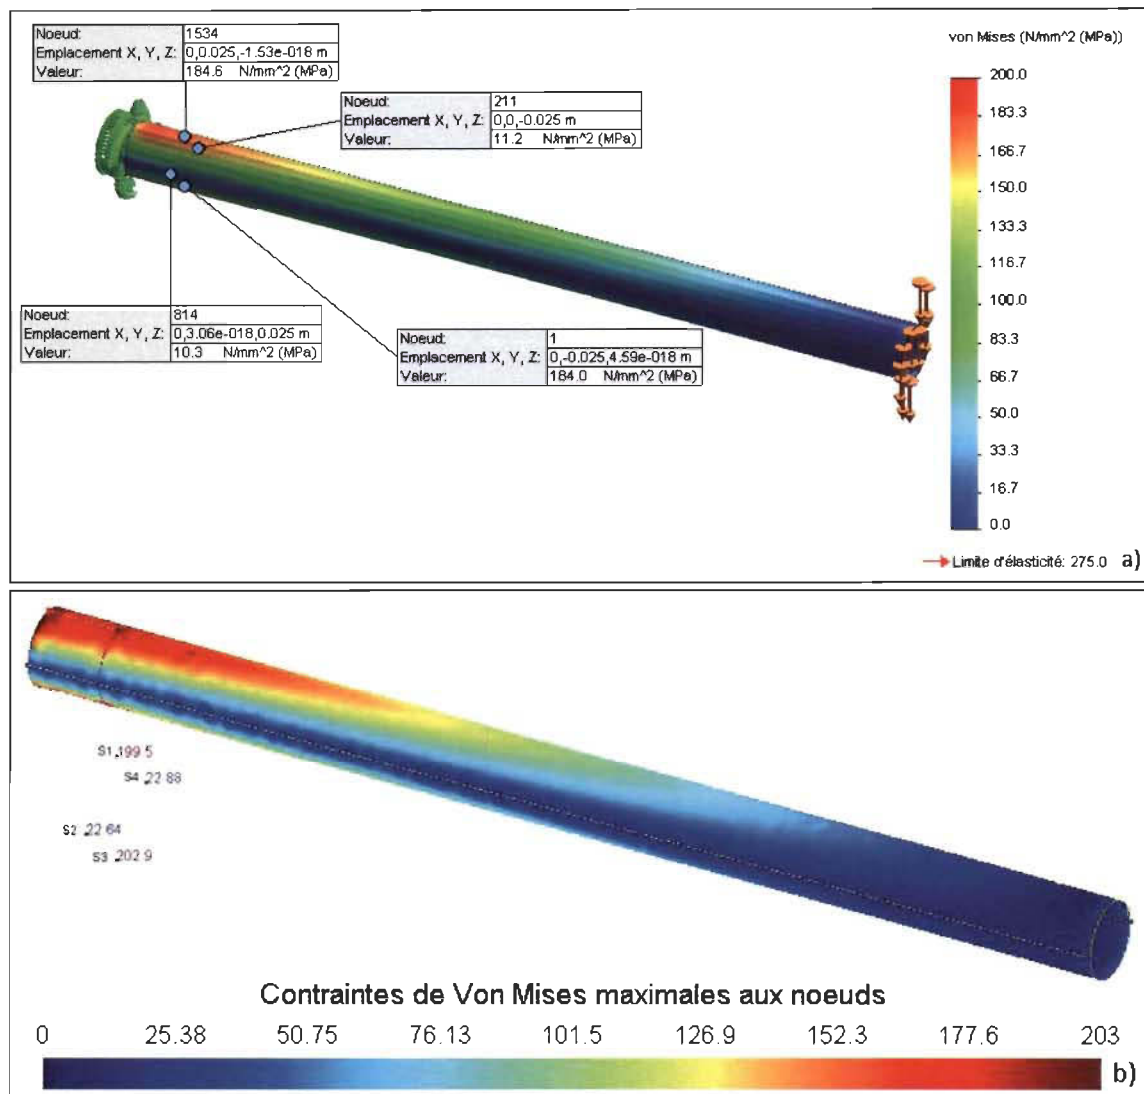 Noeud: 1534
Emplacement X, Y, Z: 0,0.025,-1.53e-018 m
Valeur: 184.6 N/mm^2 (MPa)
Noeud: 211
Emplacement X, Y, Z: 0,0,-0.025 m
Valeur: 11.2 N/mm^2 (MPa)
Noeud: 814
Emplacement X, Y, Z: 0,3.06e-018,0.025 m
Valeur: 10.3 N/mm^2 (MPa)
Noeud: 1
Emplacement X, Y, Z: 0,-0.025,4.59e-018 m
Valeur: 184.0 N/mm^2 (MPa)
von Mises (N/mm^2 (MPa))
200.0
183.3
166.7
150.0
133.3
116.7
100.0
83.3
66.7
50.0
33.3
16.7
0.0
Limite d'élasticité: 275.0
a)
S1 199.5
S4 22.88
S2 22.64
S3 202.9
Contraintes de Von Mises maximales aux noeuds
0 25.38 50.75 76.13 101.5 126.9 152.3 177.6 203
b)